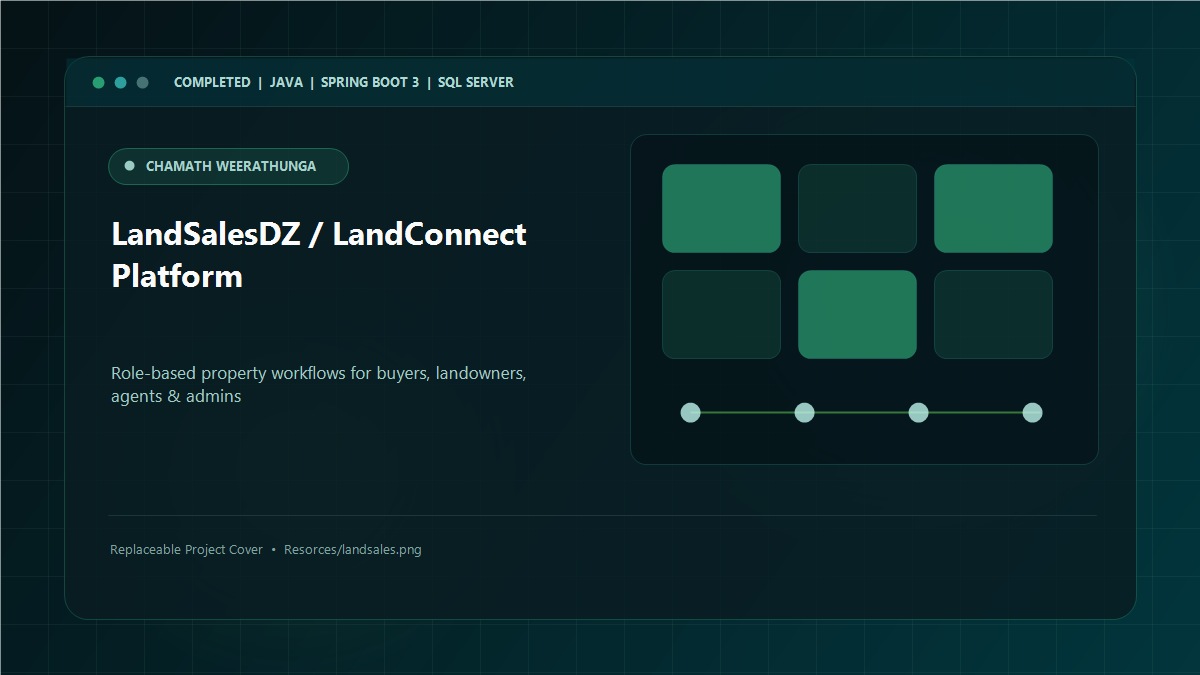 COMPLETED | JAVA | SPRING BOOT 3 | SQL SERVER
CHAMATH WEERATHUNGA
LandSalesDZ / LandConnect
Platform
Role-based property workflows for buyers, landowners,
agents & admins
Replaceable Project Cover • Resorces/landsales.png